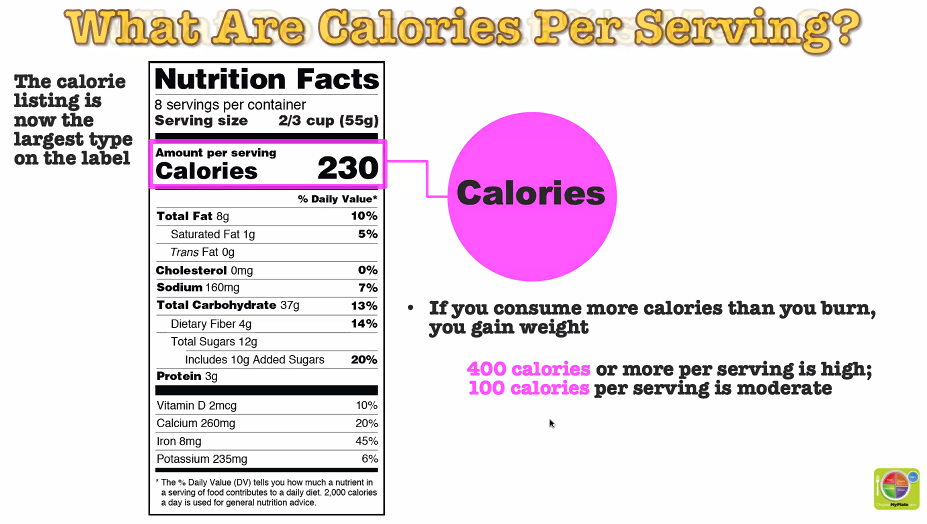 What Are Calories Per Serving?
The calorie
listing is
now the
largest type
on the label
Nutrition Facts
8 servings per container
Serving size 2/3 cup (55g)
Amount per serving
Calories 230
% Daily Value*
Total Fat 8g 10%
Saturated Fat 1g 5%
Trans Fat 0g
Cholesterol 0mg 0%
Sodium 160mg 7%
Total Carbohydrate 37g 13%
Dietary Fiber 4g 14%
Total Sugars 12g
Includes 10g Added Sugars 20%
Protein 3g
Vitamin D 2mcg 10%
Calcium 260mg 20%
Iron 8mg 45%
Potassium 235mg 6%
* The % Daily Value (DV) tells you how much a nutrient in
a serving of food contributes to a daily diet. 2,000 calories
a day is used for general nutrition advice.
Calories
• If you consume more calories than you burn,
you gain weight
400 calories or more per serving is high;
100 calories per serving is moderate